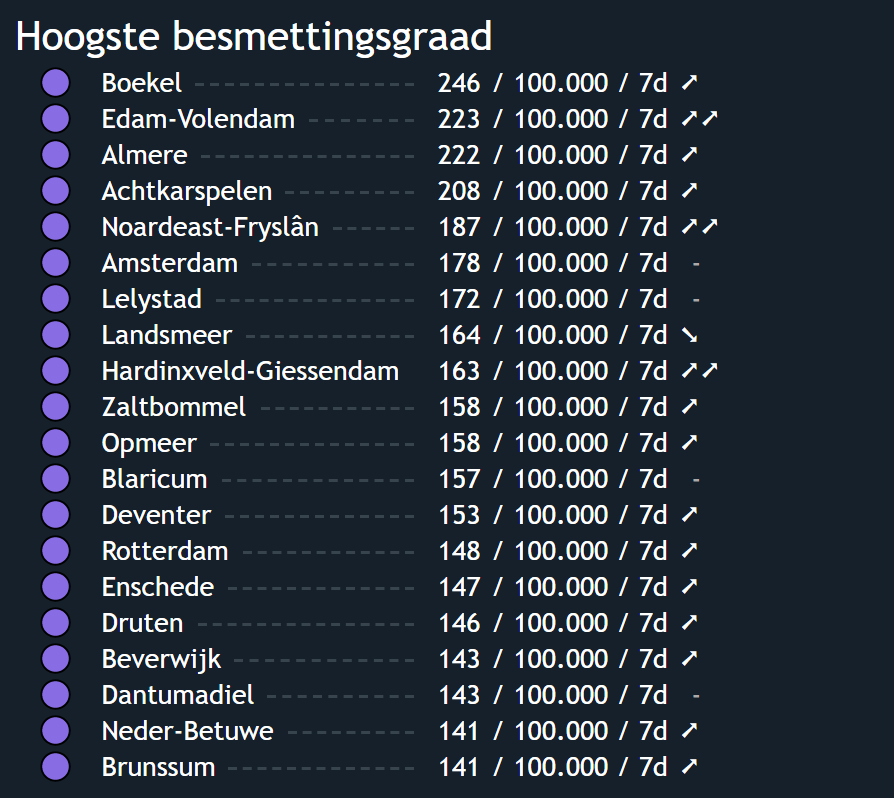 Hoogste besmettingsgraad
Boekel 246 / 100.000 / 7d ➚
Edam-Volendam 223 / 100.000 / 7d ➚➚
Almere 222 / 100.000 / 7d ➚
Achtkarspelen 208 / 100.000 / 7d ➚
Noardeast-Fryslân 187 / 100.000 / 7d ➚➚
Amsterdam 178 / 100.000 / 7d -
Lelystad 172 / 100.000 / 7d -
Landsmeer 164 / 100.000 / 7d ➘
Hardinxveld-Giessendam 163 / 100.000 / 7d ➚➚
Zaltbommel 158 / 100.000 / 7d ➚
Opmeer 158 / 100.000 / 7d ➚
Blaricum 157 / 100.000 / 7d -
Deventer 153 / 100.000 / 7d ➚
Rotterdam 148 / 100.000 / 7d ➚
Enschede 147 / 100.000 / 7d ➚
Druten 146 / 100.000 / 7d ➚
Beverwijk 143 / 100.000 / 7d ➚
Dantumadiel 143 / 100.000 / 7d -
Neder-Betuwe 141 / 100.000 / 7d ➚
Brunssum 141 / 100.000 / 7d ➚